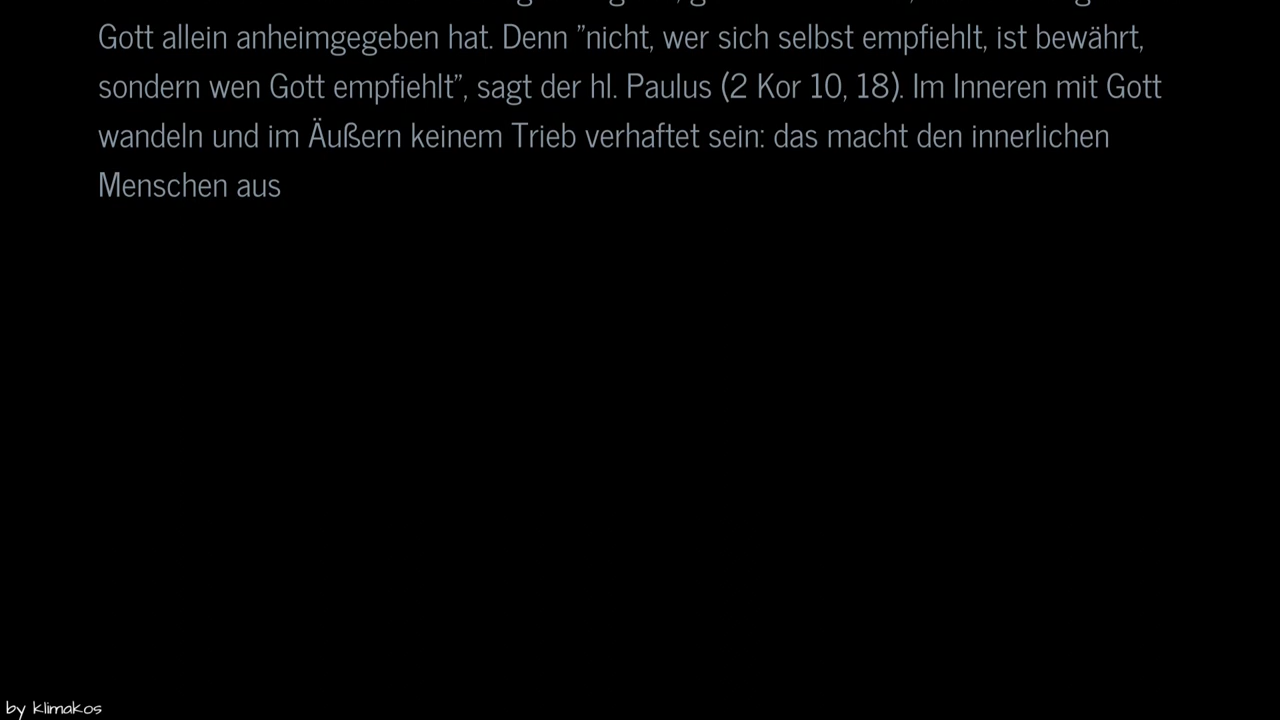 Gott allein anheimgegeben hat. Denn "nicht, wer sich selbst empfiehlt, ist bewährt,
sondern wen Gott empfiehlt", sagt der hl. Paulus (2 Kor 10, 18). Im Inneren mit Gott
wandeln und im Äußern keinem Trieb verhaftet sein: das macht den innerlichen
Menschen aus
by klimakos